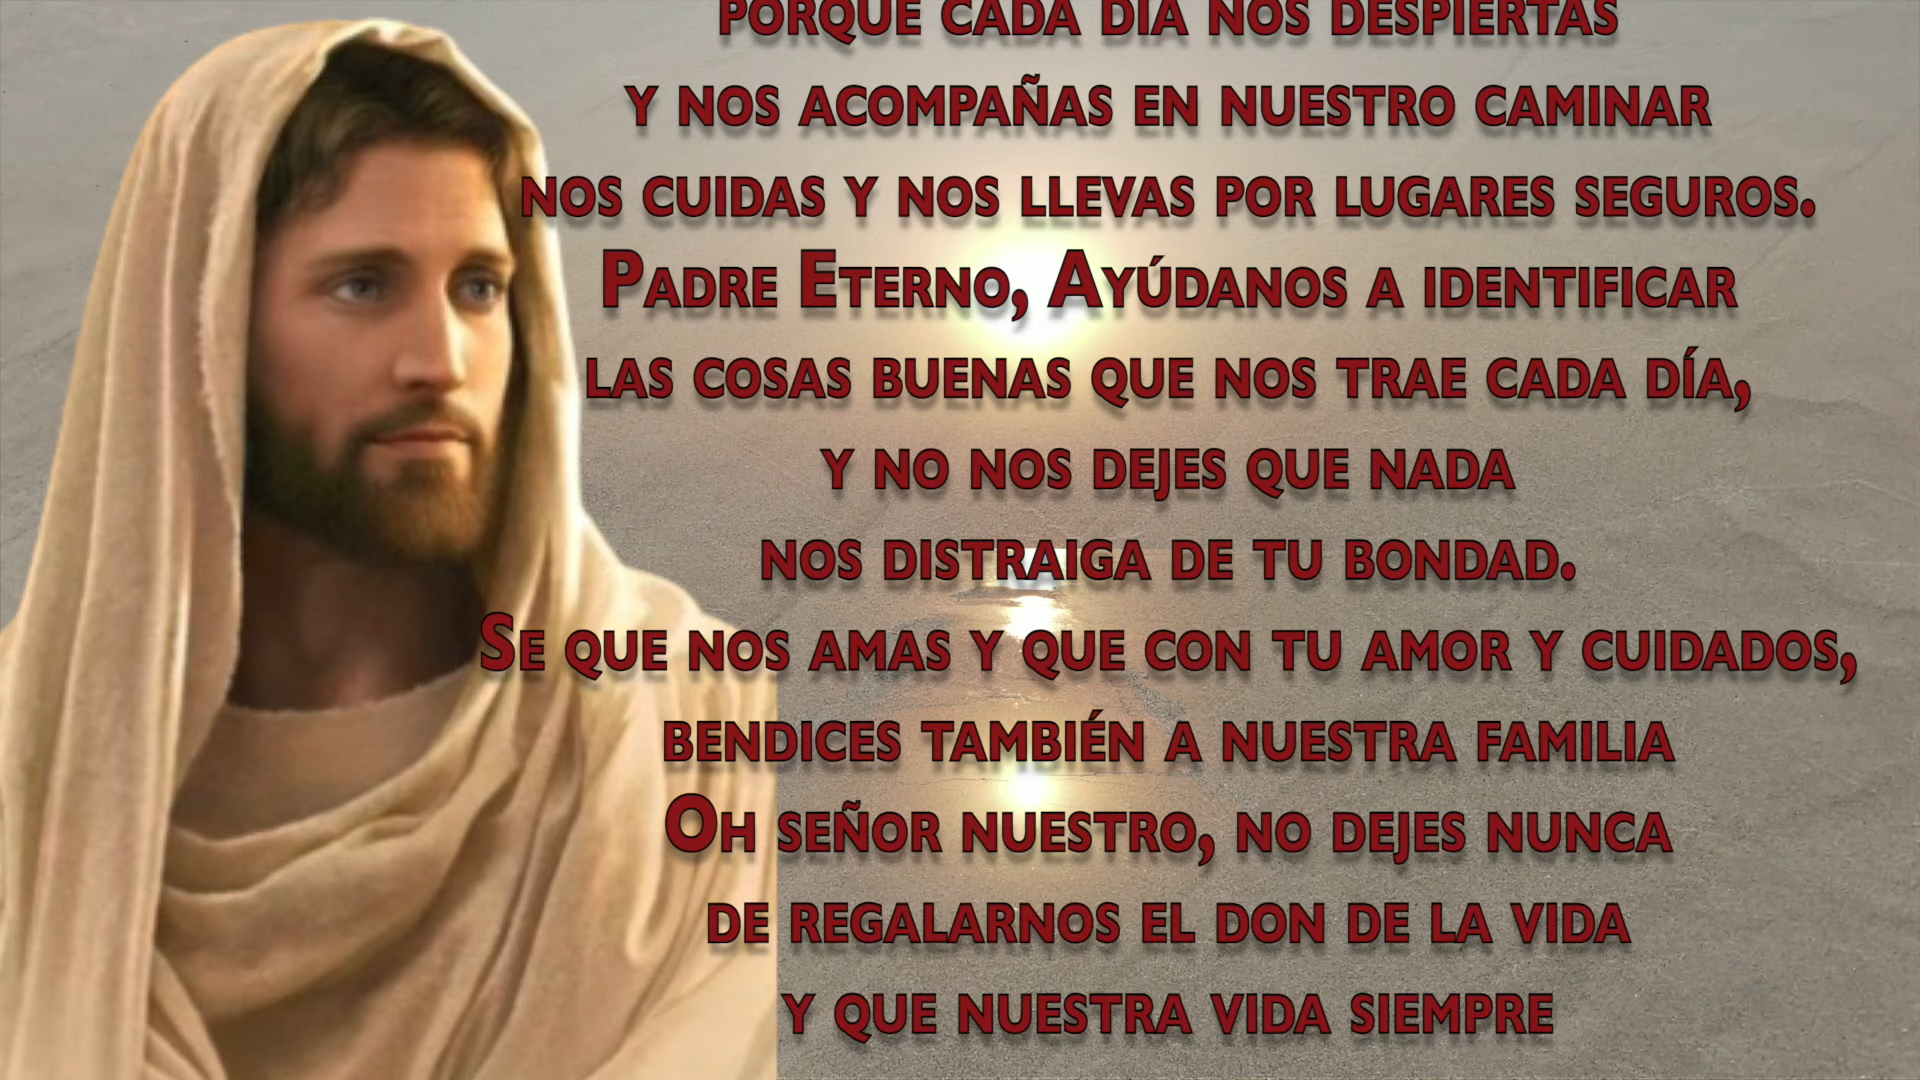 PORQUE CADA DÍA NOS DESPIERTAS
Y NOS ACOMPAÑAS EN NUESTRO CAMINAR
NOS CUIDAS Y NOS LLEVAS POR LUGARES SEGUROS.
PADRE ETERNO, AYÚDANOS A IDENTIFICAR
LAS COSAS BUENAS QUE NOS TRAE CADA DÍA,
Y NO NOS DEJES QUE NADA
NOS DISTRAIGA DE TU BONDAD.
SE QUE NOS AMAS Y QUE CON TU AMOR Y CUIDADOS,
BENDICES TAMBIÉN A NUESTRA FAMILIA
OH SEÑOR NUESTRO, NO DEJES NUNCA
DE REGALARNOS EL DON DE LA VIDA
Y QUE NUESTRA VIDA SIEMPRE